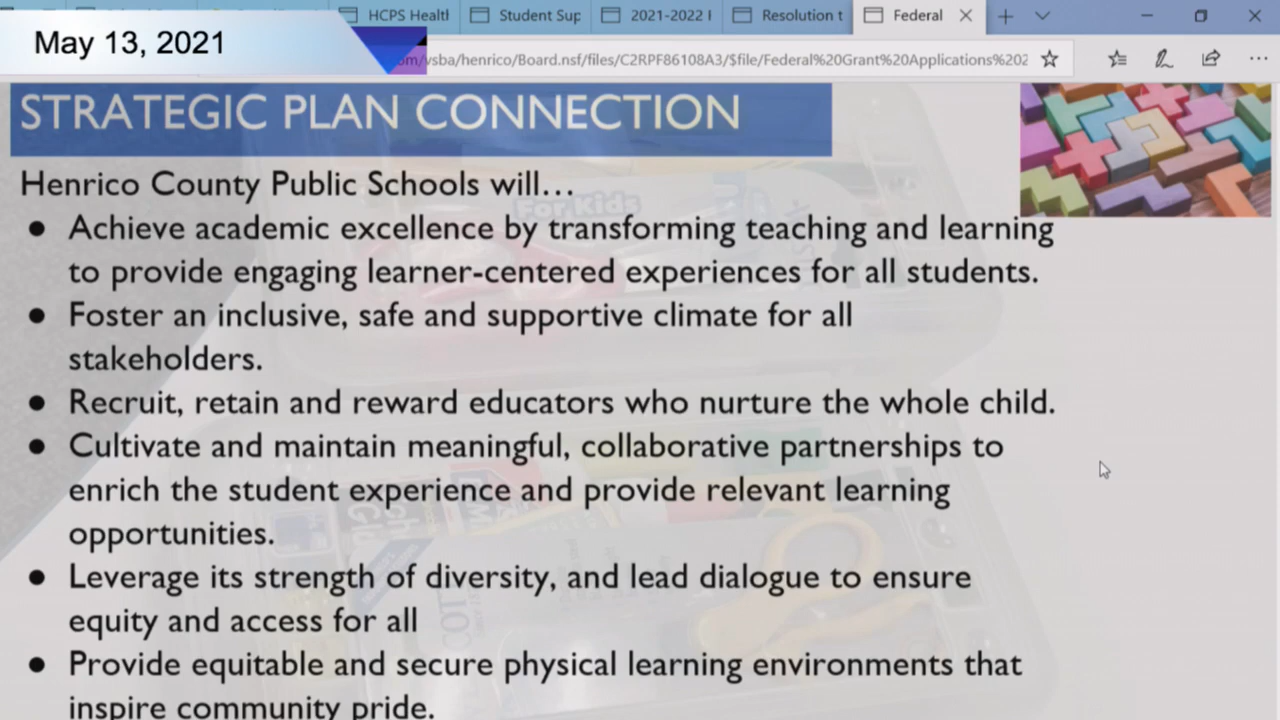 HCPS Healtl
Student Sup
2021-2022 I
Resolution t
Federal
May 13, 2021
om/vsba/henrico/Board.nsf/files/C2RPF86108A3/$file/Federal%20Grant%20Applications%202
STRATEGIC PLAN CONNECTION
Henrico County Public Schools will...
● Achieve academic excellence by transforming teaching and learning
to provide engaging learner-centered experiences for all students.
● Foster an inclusive, safe and supportive climate for all
stakeholders.
● Recruit, retain and reward educators who nurture the whole child.
● Cultivate and maintain meaningful, collaborative partnerships to
enrich the student experience and provide relevant learning
opportunities.
● Leverage its strength of diversity, and lead dialogue to ensure
equity and access for all
● Provide equitable and secure physical learning environments that
inspire community pride.
For Kids